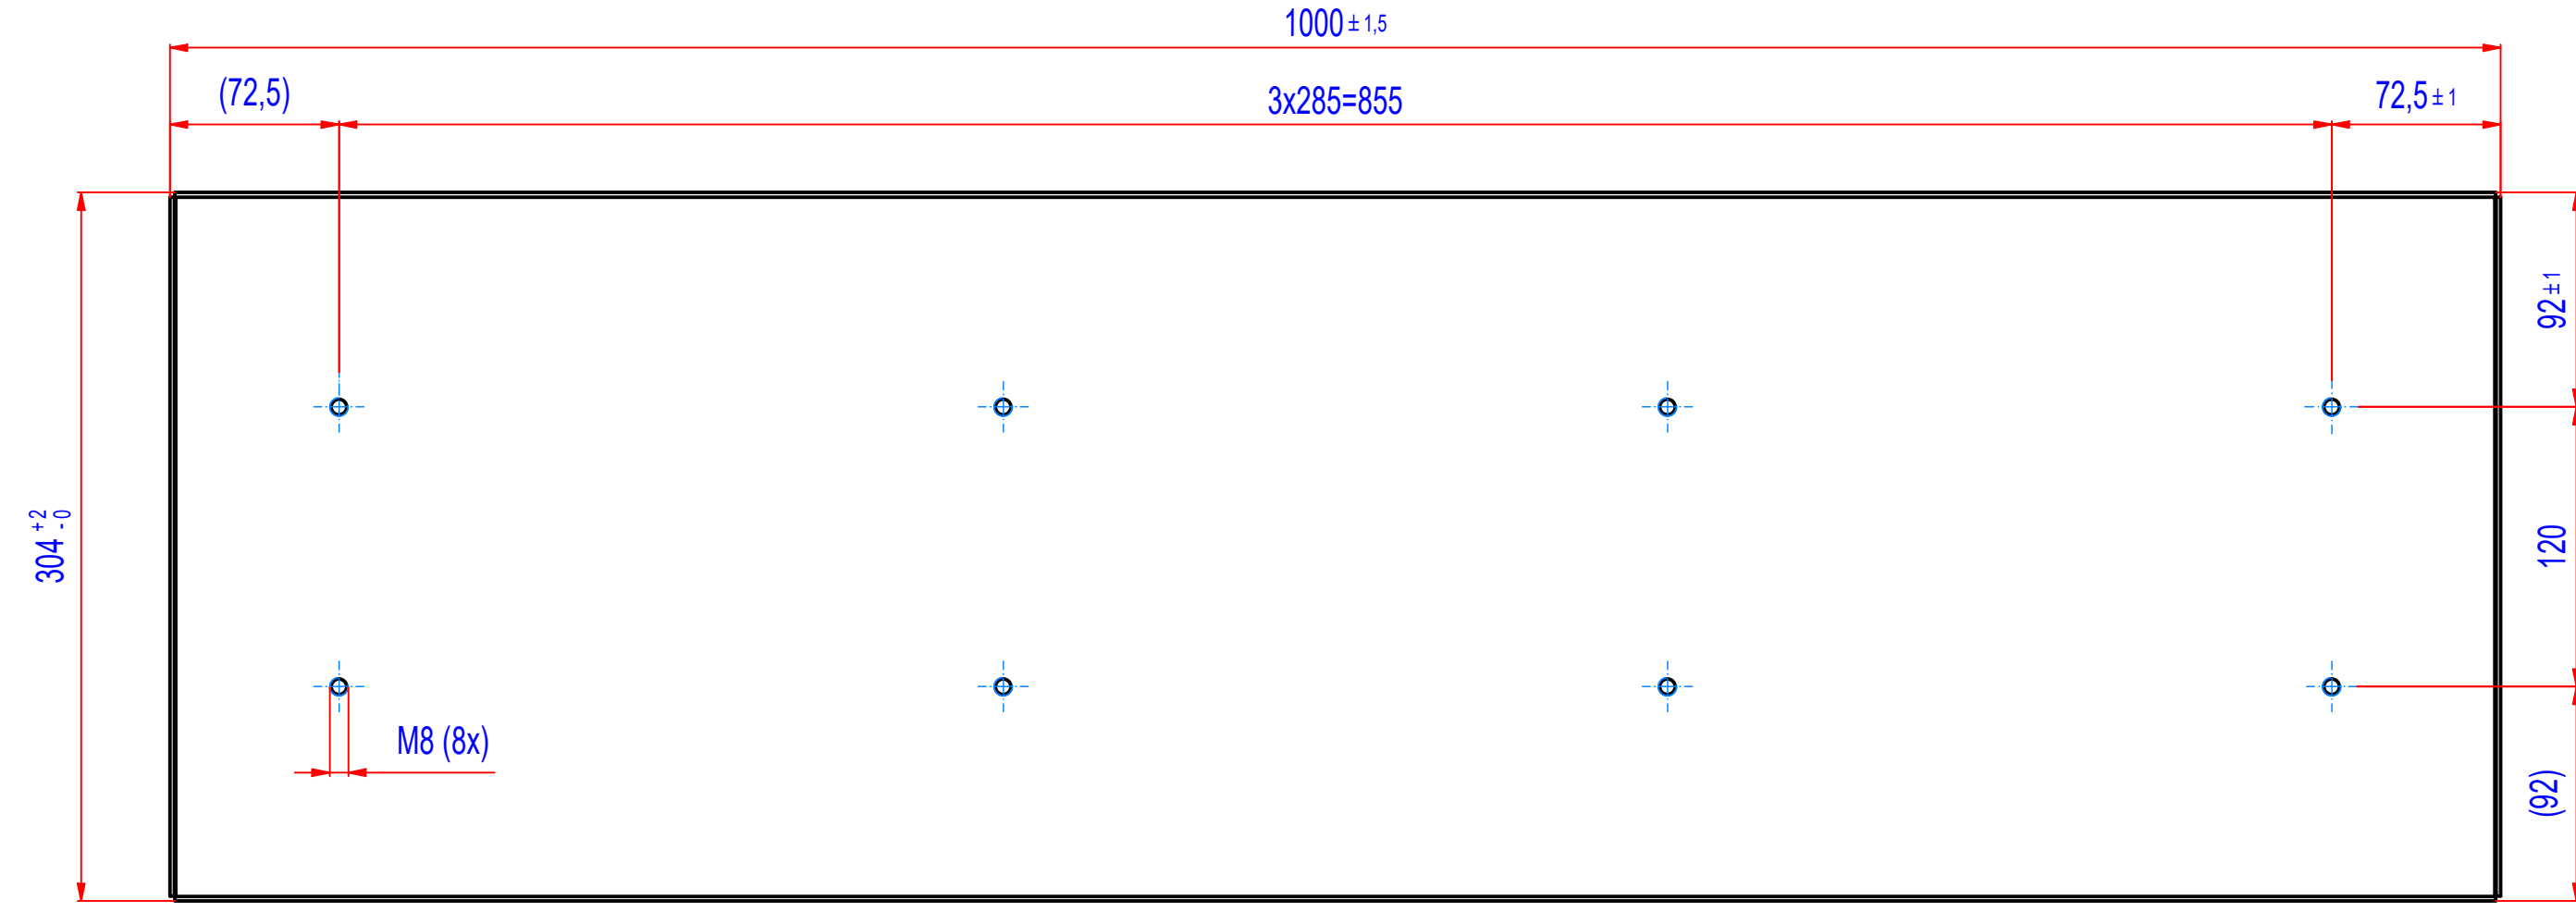 1000 ± 1,5
(72,5)
3x285=855
72,5 ± 1
92 ± 1
304 +2 -0
120
M8 (8x)
(92)